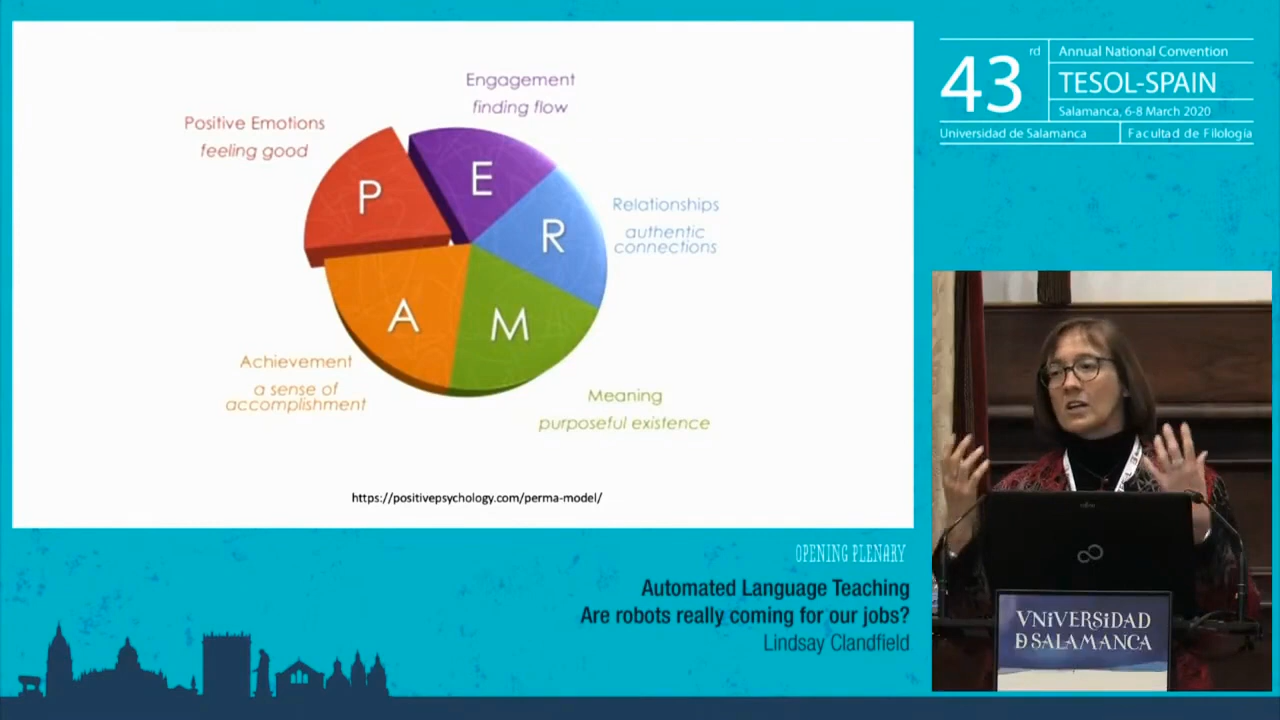 Engagement
finding flow
Positive Emotions
feeling good
P
E
R
Relationships
authentic
connections
A
M
Achievement
a sense of
accomplishment
Meaning
purposeful existence
https://positivepsychology.com/perma-model/
43rd
Annual National Convention
TESOL-SPAIN
Salamanca, 6-8 March 2020
Universidad de Salamanca
Facultad de Filología
OPENING PLENARY
Automated Language Teaching
Are robots really coming for our jobs?
Lindsay Clandfield
VNiVERSiDAD
D SALAMANCA